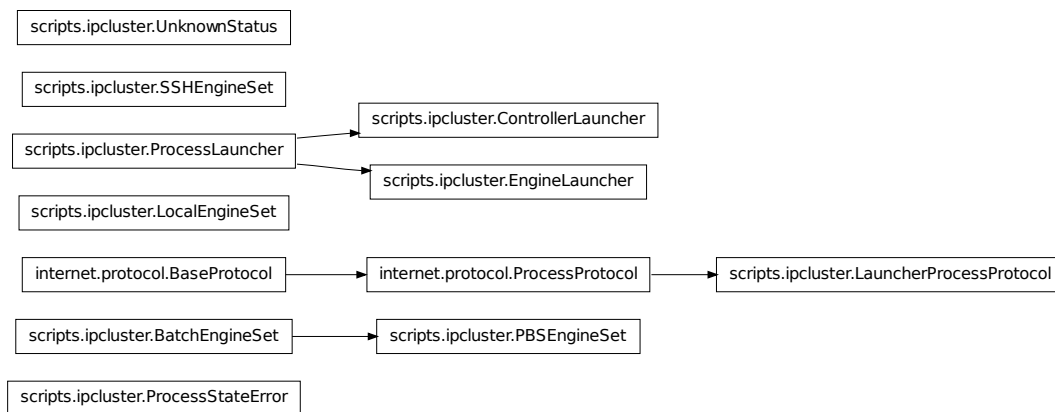 scripts.ipcluster.UnknownStatus
scripts.ipcluster.SSHEngineSet
scripts.ipcluster.ControllerLauncher
scripts.ipcluster.ProcessLauncher
scripts.ipcluster.EngineLauncher
scripts.ipcluster.LocalEngineSet
internet.protocol.BaseProtocol
internet.protocol.ProcessProtocol
scripts.ipcluster.LauncherProcessProtocol
scripts.ipcluster.BatchEngineSet
scripts.ipcluster.PBSEngineSet
scripts.ipcluster.ProcessStateError